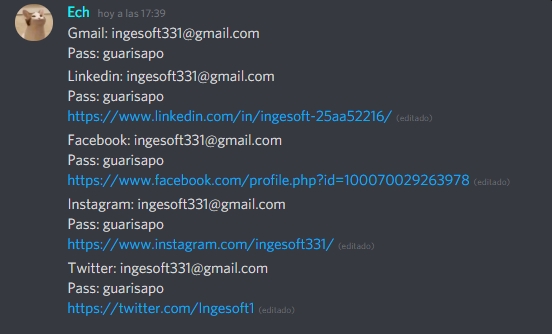 Ech hoy a las 17:39
Gmail: ingesoft331@gmail.com
Pass: guarisapo
Linkedin: ingesoft331@gmail.com
Pass: guarisapo
https://www.linkedin.com/in/ingesoft-25aa52216/ (editado)
Facebook: ingesoft331@gmail.com
Pass: guarisapo
https://www.facebook.com/profile.php?id=100070029263978 (editado)
Instagram: ingesoft331@gmail.com
Pass: guarisapo
https://www.instagram.com/ingesoft331/ (editado)
Twitter: ingesoft331@gmail.com
Pass: guarisapo
https://twitter.com/Ingesoft1 (editado)